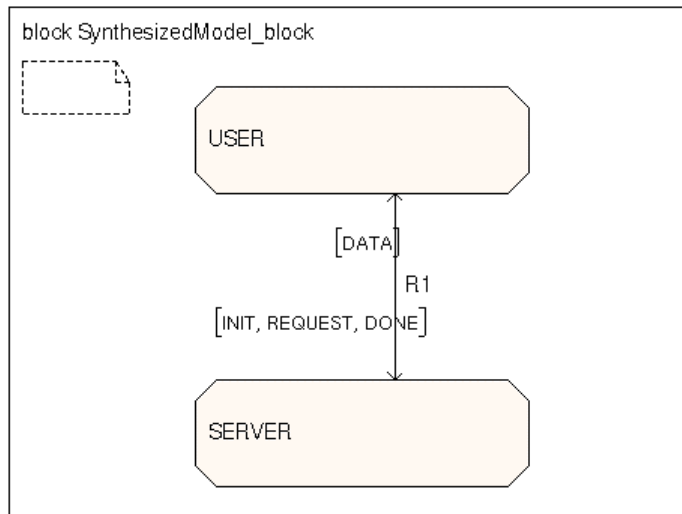 block SynthesizedModel_block
USER
[DATA]
R1
[INIT, REQUEST, DONE]
SERVER